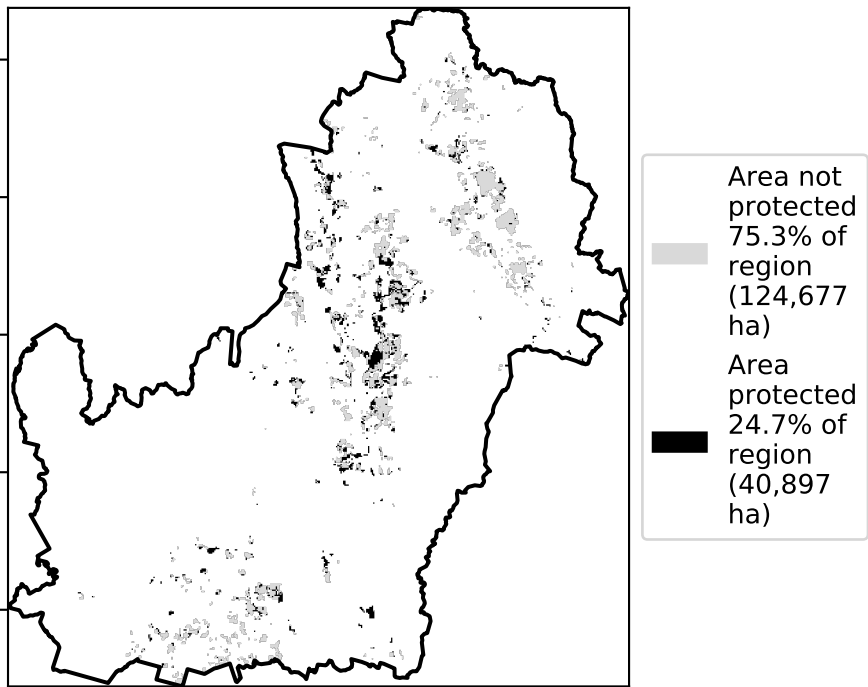 Area not
protected
75.3% of
region
(124,677
ha)
Area
protected
24.7% of
region
(40,897
ha)